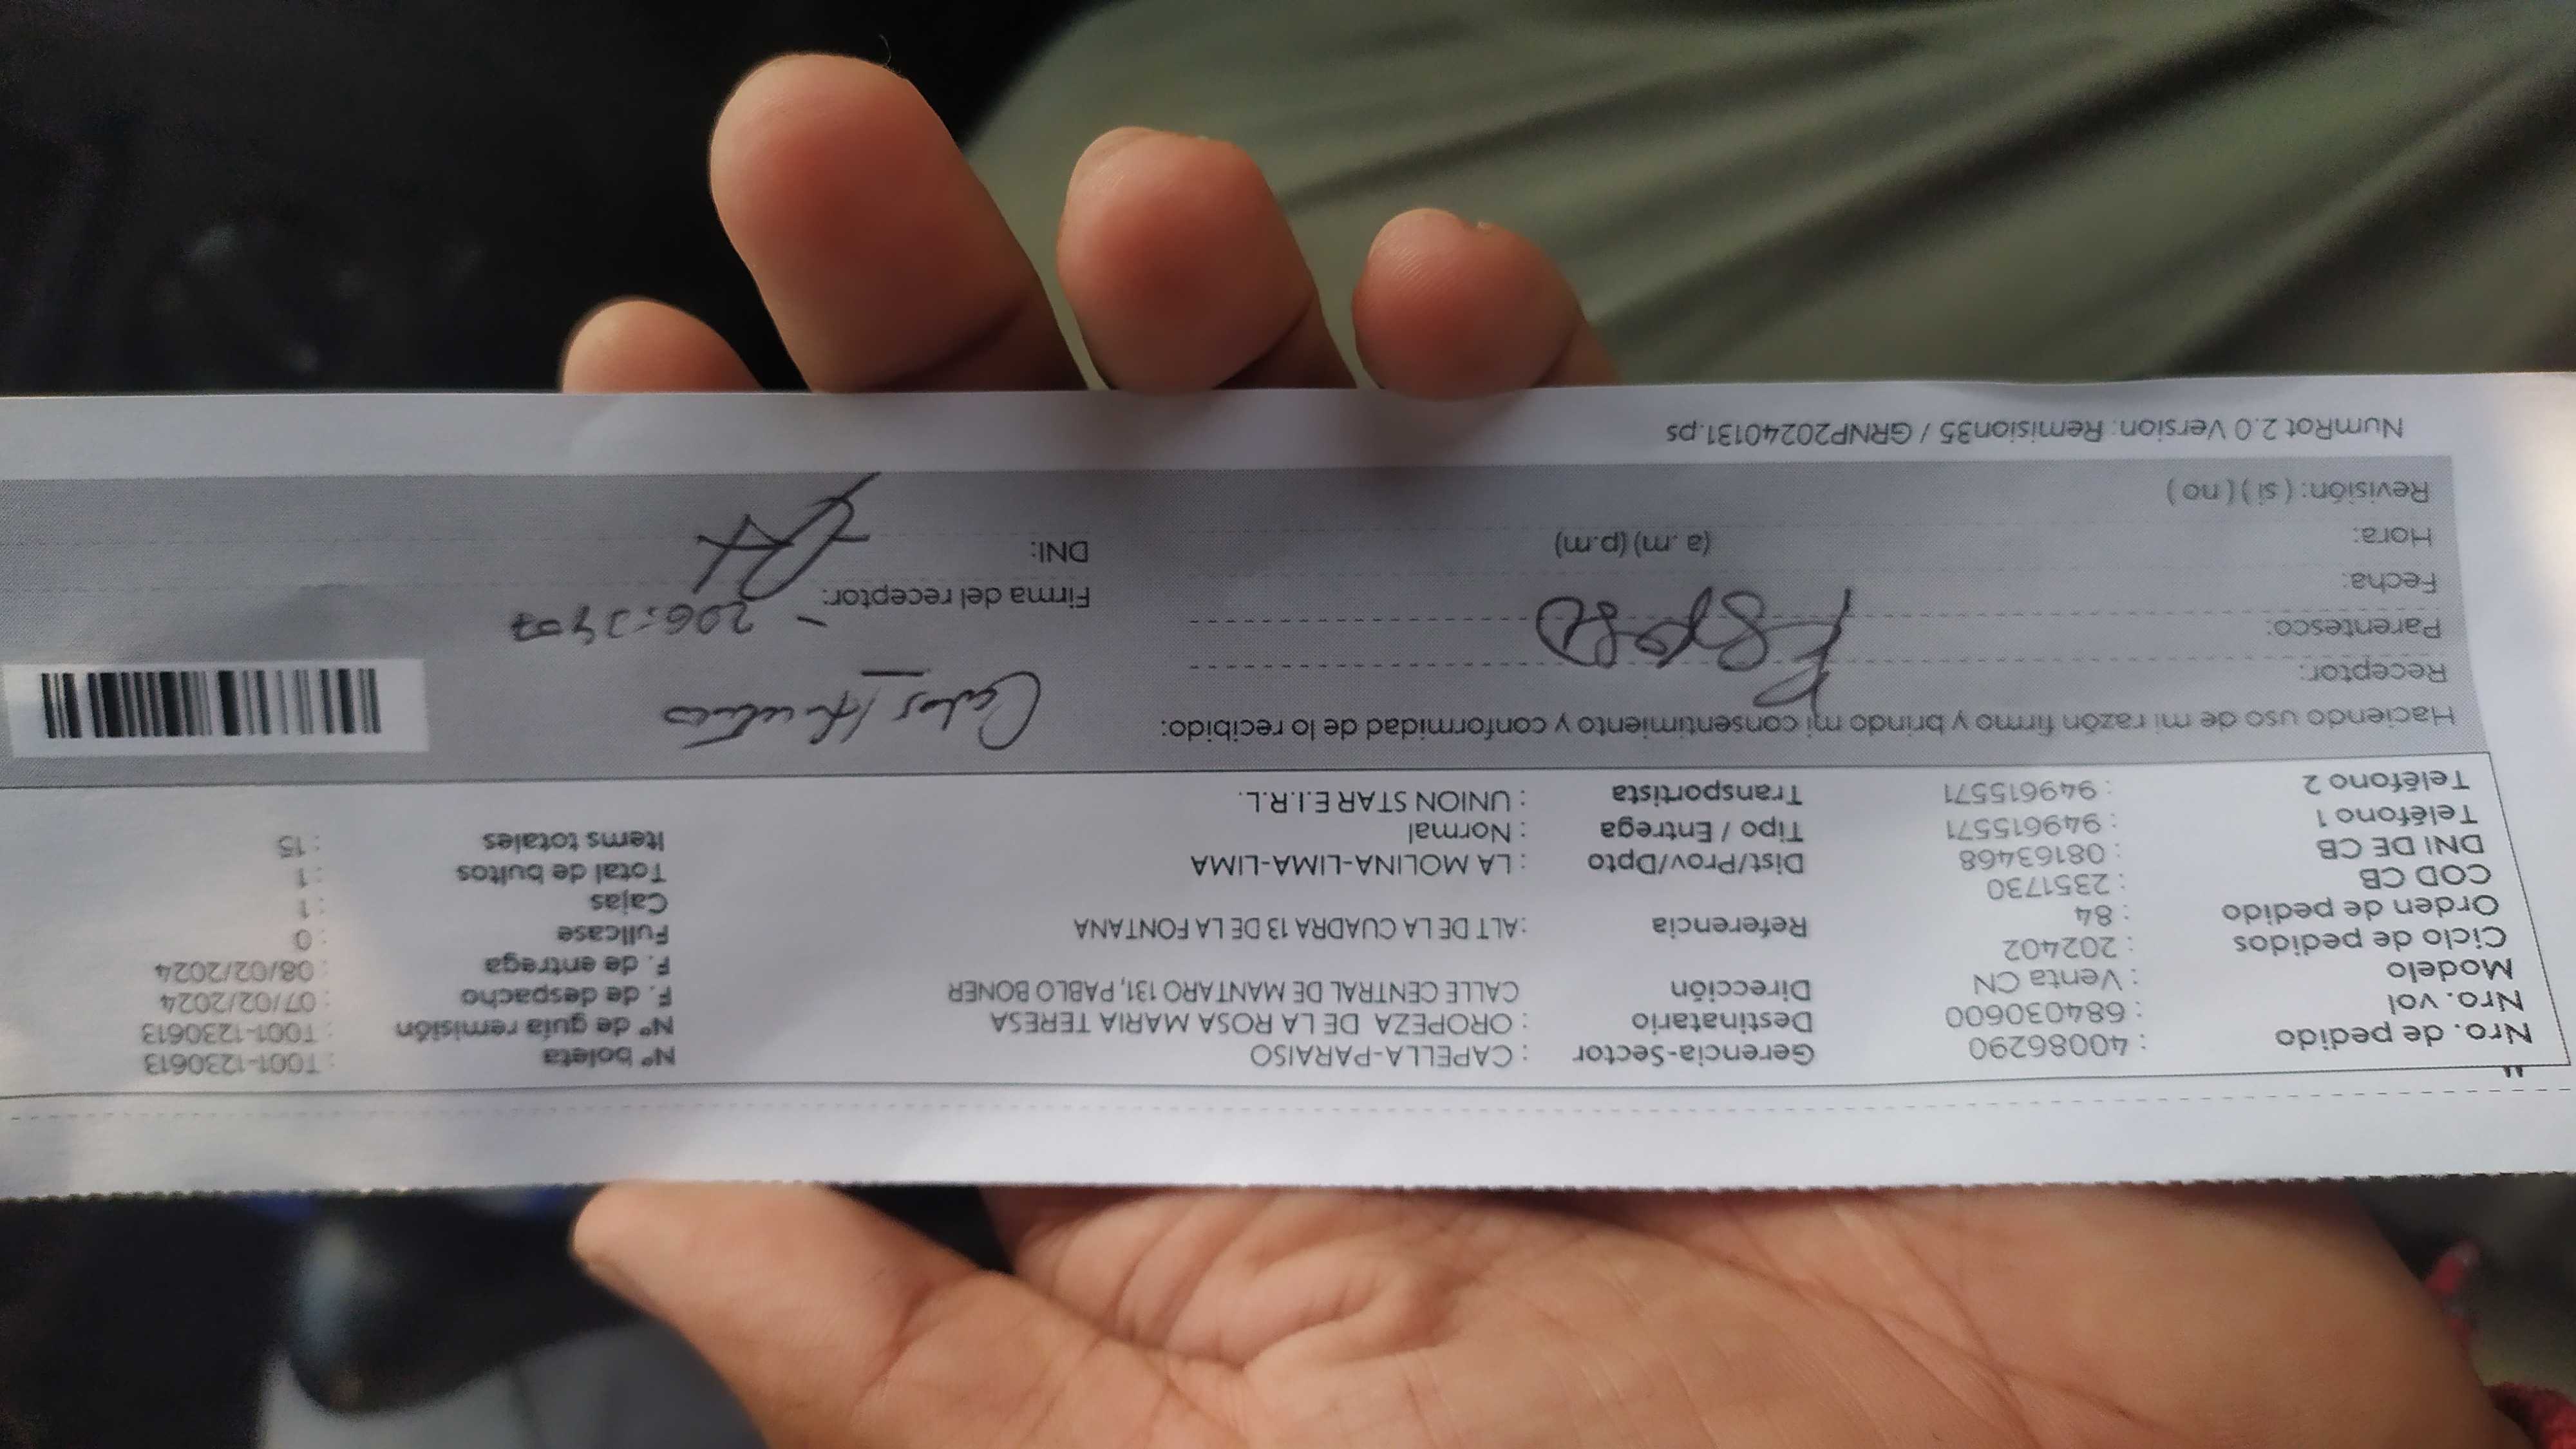 Nro. de pedido : 40086290 Gerencia-Sector : CAPELLA-PARAISO Nº boleta : T001-1230613
Nro. vol : 684030600 Destinatario : OROPEZA DE LA ROSA MARIA TERESA Nº de guía remisión : T001-1230613
Modelo : Venta CN Dirección CALLE CENTRAL DE MANTARO 131, PABLO BONER F. de despacho : 07/02/2024
Ciclo de pedidos : 202402 F. de entrega : 08/02/2024
Orden de pedido : 84 Referencia : ALT DE LA CUADRA 13 DE LA FONTANA Fullcase : 0
COD CB : 2351730 Cajas : 1
DNI DE CB : 08163468 Dist/Prov/Dpto : LA MOLINA-LIMA-LIMA Total de bultos : 1
Teléfono 1 : 949615571 Tipo / Entrega : Normal Items totales : 15
Teléfono 2 : 949615571 Transportista : UNION STAR E.I.R.L.
Haciendo uso de mi razón firmo y brindo mi consentimiento y conformidad de lo recibido: Carlos
Receptor:
Parentesco: Esposo
Fecha: Firma del receptor:
Hora: (a.m) (p.m) DNI:
Revisión: ( si ) ( no )
NumRot 2.0 Version: Remision35 / GRNP20240131.ps